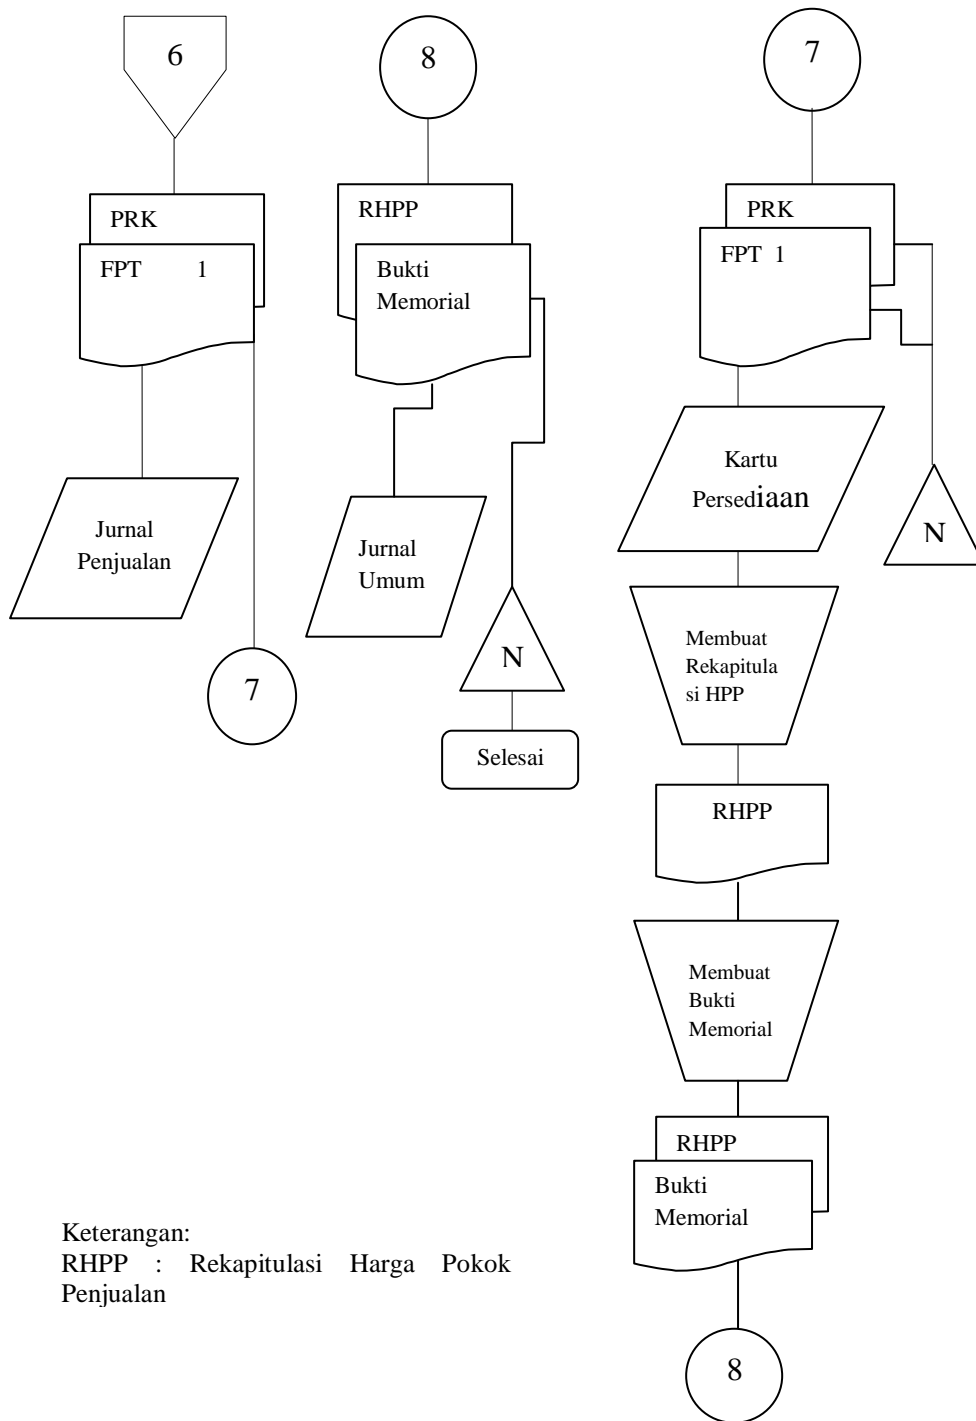 6
PRK
FPT 1
Jurnal
Penjualan
7
8
RHPP
Bukti
Memorial
Jurnal
Umum
N
Selesai
7
PRK
FPT 1
Kartu
Persediaan
N
Membuat
Rekapitula
si HPP
RHPP
Membuat
Bukti
Memorial
RHPP
Bukti
Memorial
8
Keterangan:
RHPP : Rekapitulasi Harga Pokok
Penjualan